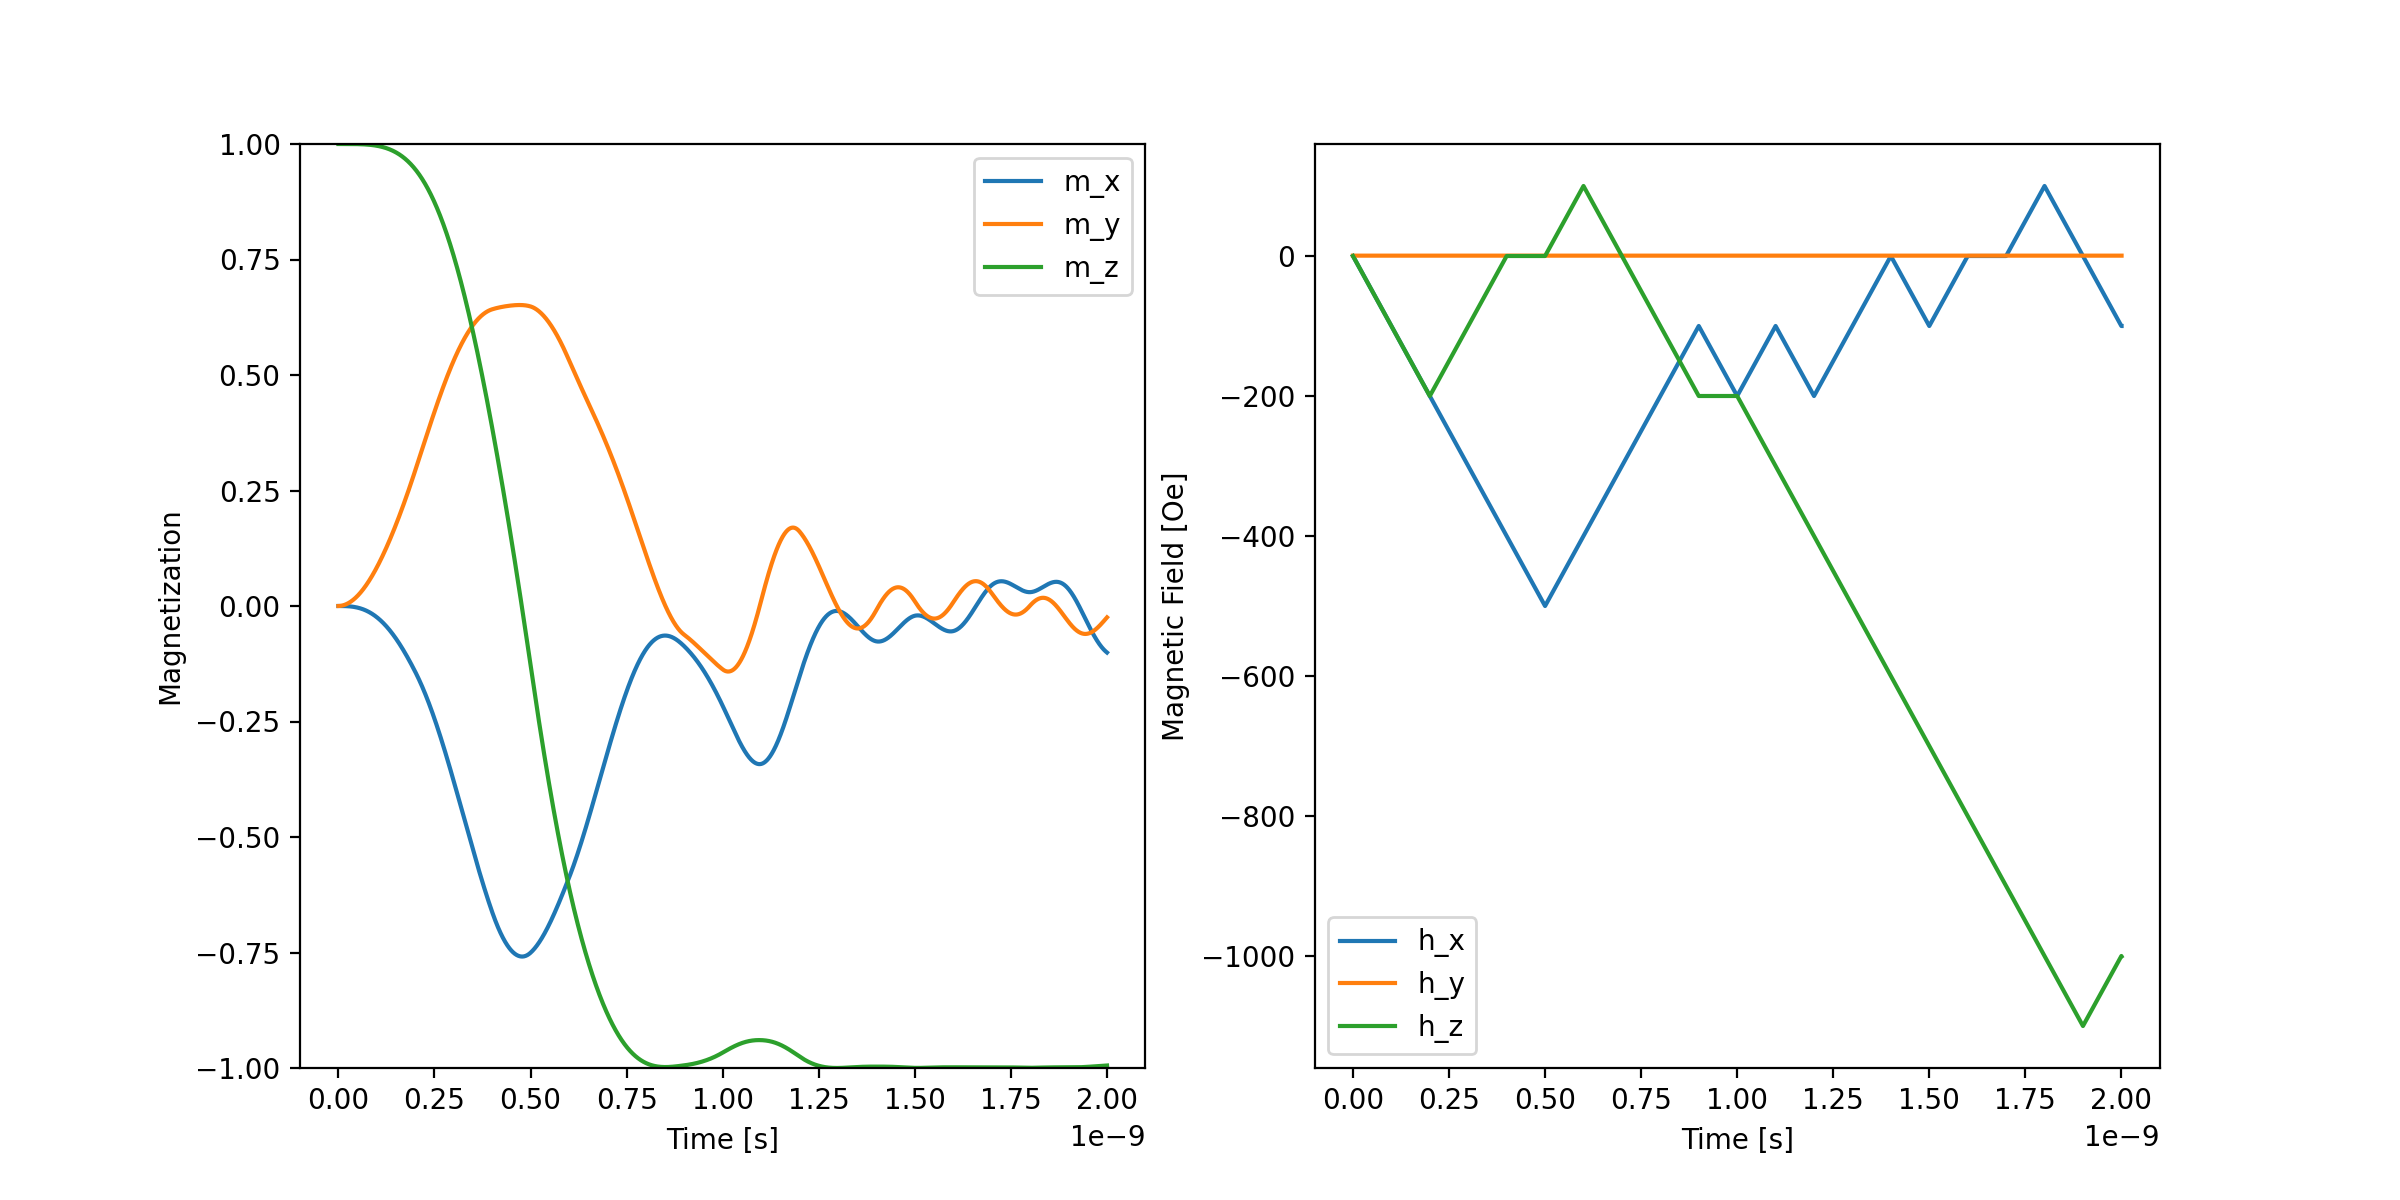 1.00
0.75
0.50
0.25
0.00
−0.25
−0.50
−0.75
−1.00
Magnetization
m_x
m_y
m_z
0.00 0.25 0.50 0.75 1.00 1.25 1.50 1.75 2.00
1e−9
Time [s]
0
−200
−400
−600
−800
−1000
Magnetic Field [Oe]
h_x
h_y
h_z
0.00 0.25 0.50 0.75 1.00 1.25 1.50 1.75 2.00
1e−9
Time [s]